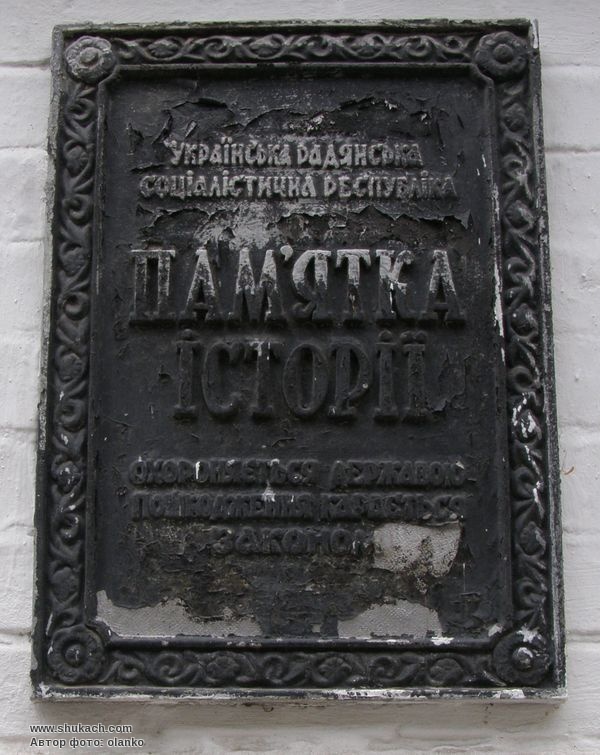 УКРАЇНСЬКА РАДЯНСЬКА
СОЦІАЛІСТИЧНА РЕСПУБЛІКА
ПАМ'ЯТКА
ІСТОРІЇ
ОХОРОНЯЄТЬСЯ ДЕРЖАВОЮ
ПОШКОДЖЕННЯ КАРАЄТЬСЯ
ЗАКОНОМ
www.shukach.com
Автор фото: olanko